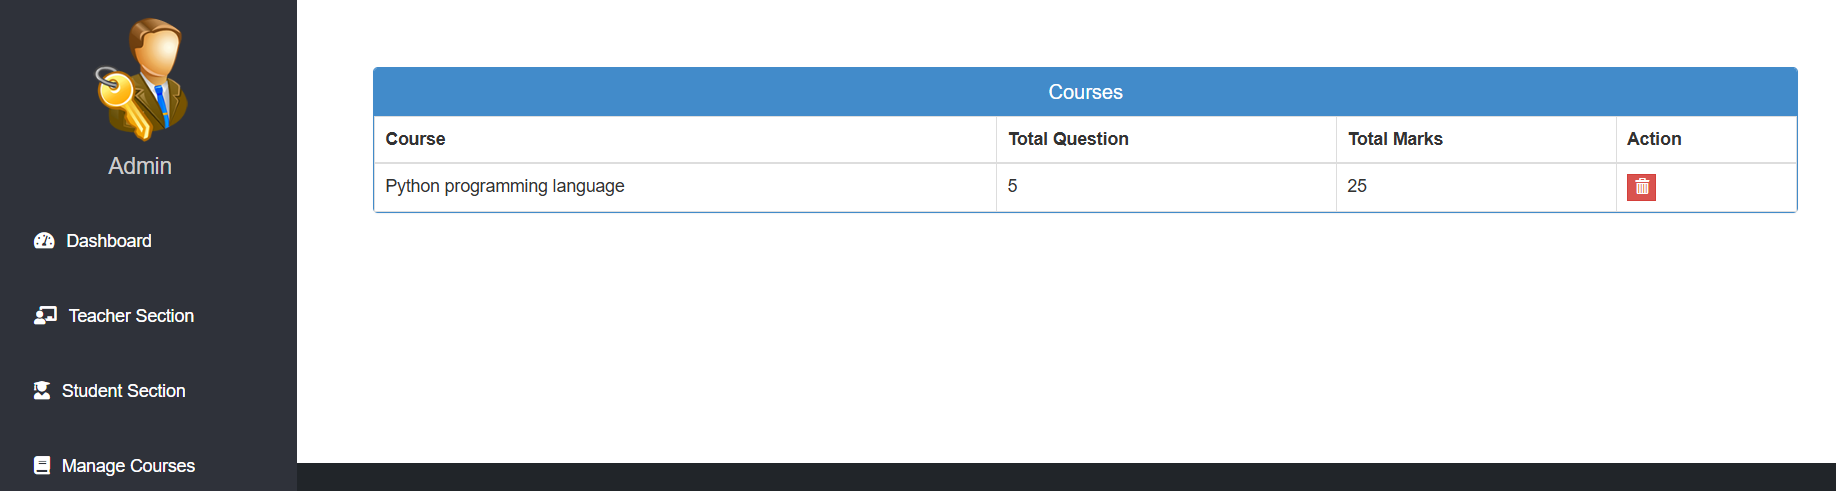 Admin
Dashboard
Teacher Section
Student Section
Manage Courses
Courses
Course Total Question Total Marks Action
Python programming language 5 25